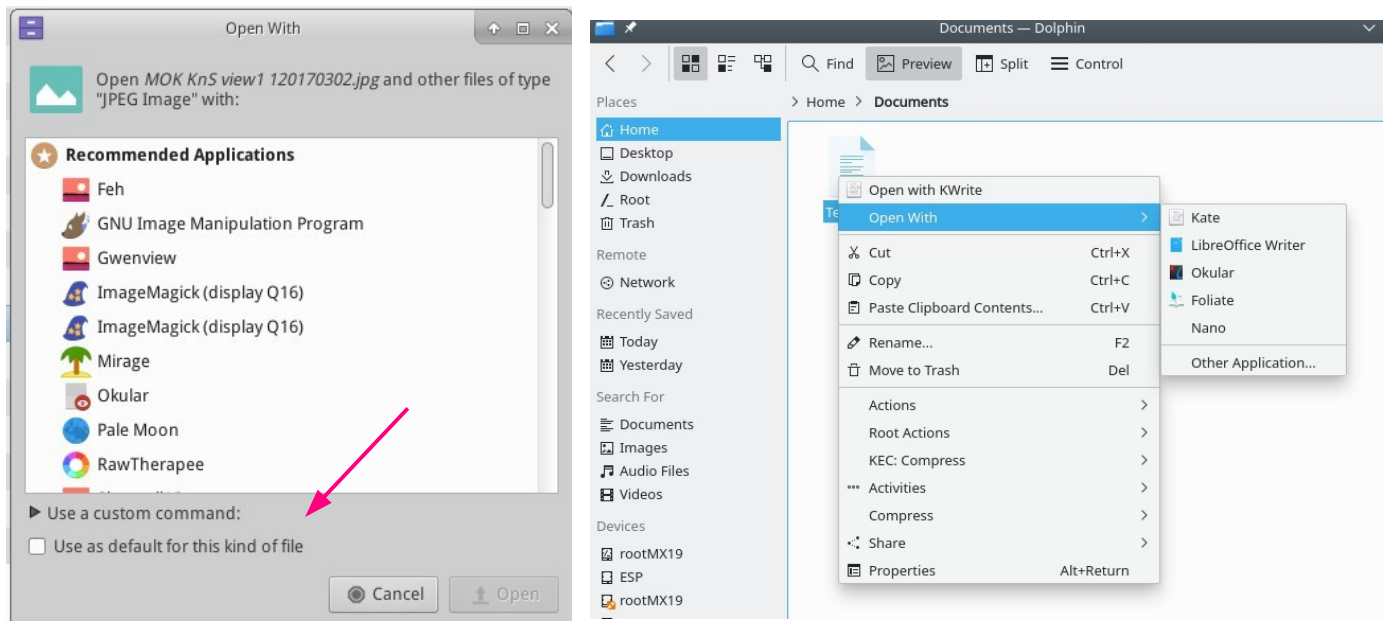 Open With
Open MOK KnS view1 120170302.jpg and other files of type
"JPEG Image" with:
Recommended Applications
Feh
GNU Image Manipulation Program
Gwenview
ImageMagick (display Q16)
ImageMagick (display Q16)
Mirage
Okular
Pale Moon
RawTherapee
Use a custom command:
Use as default for this kind of file
Cancel
Open
Documents — Dolphin
Find
Preview
Split
Control
Places
Home
Desktop
Downloads
Root
Trash
Remote
Network
Recently Saved
Today
Yesterday
Search For
Documents
Images
Audio Files
Videos
Devices
rootMX19
ESP
rootMX19
> Home > Documents
Te
Open with KWrite
Open With
Cut Ctrl+X
Copy Ctrl+C
Paste Clipboard Contents... Ctrl+V
Rename... F2
Move to Trash Del
Actions
Root Actions
KEC: Compress
Activities
Compress
Share
Properties Alt+Return
Kate
LibreOffice Writer
Okular
Foliate
Nano
Other Application...